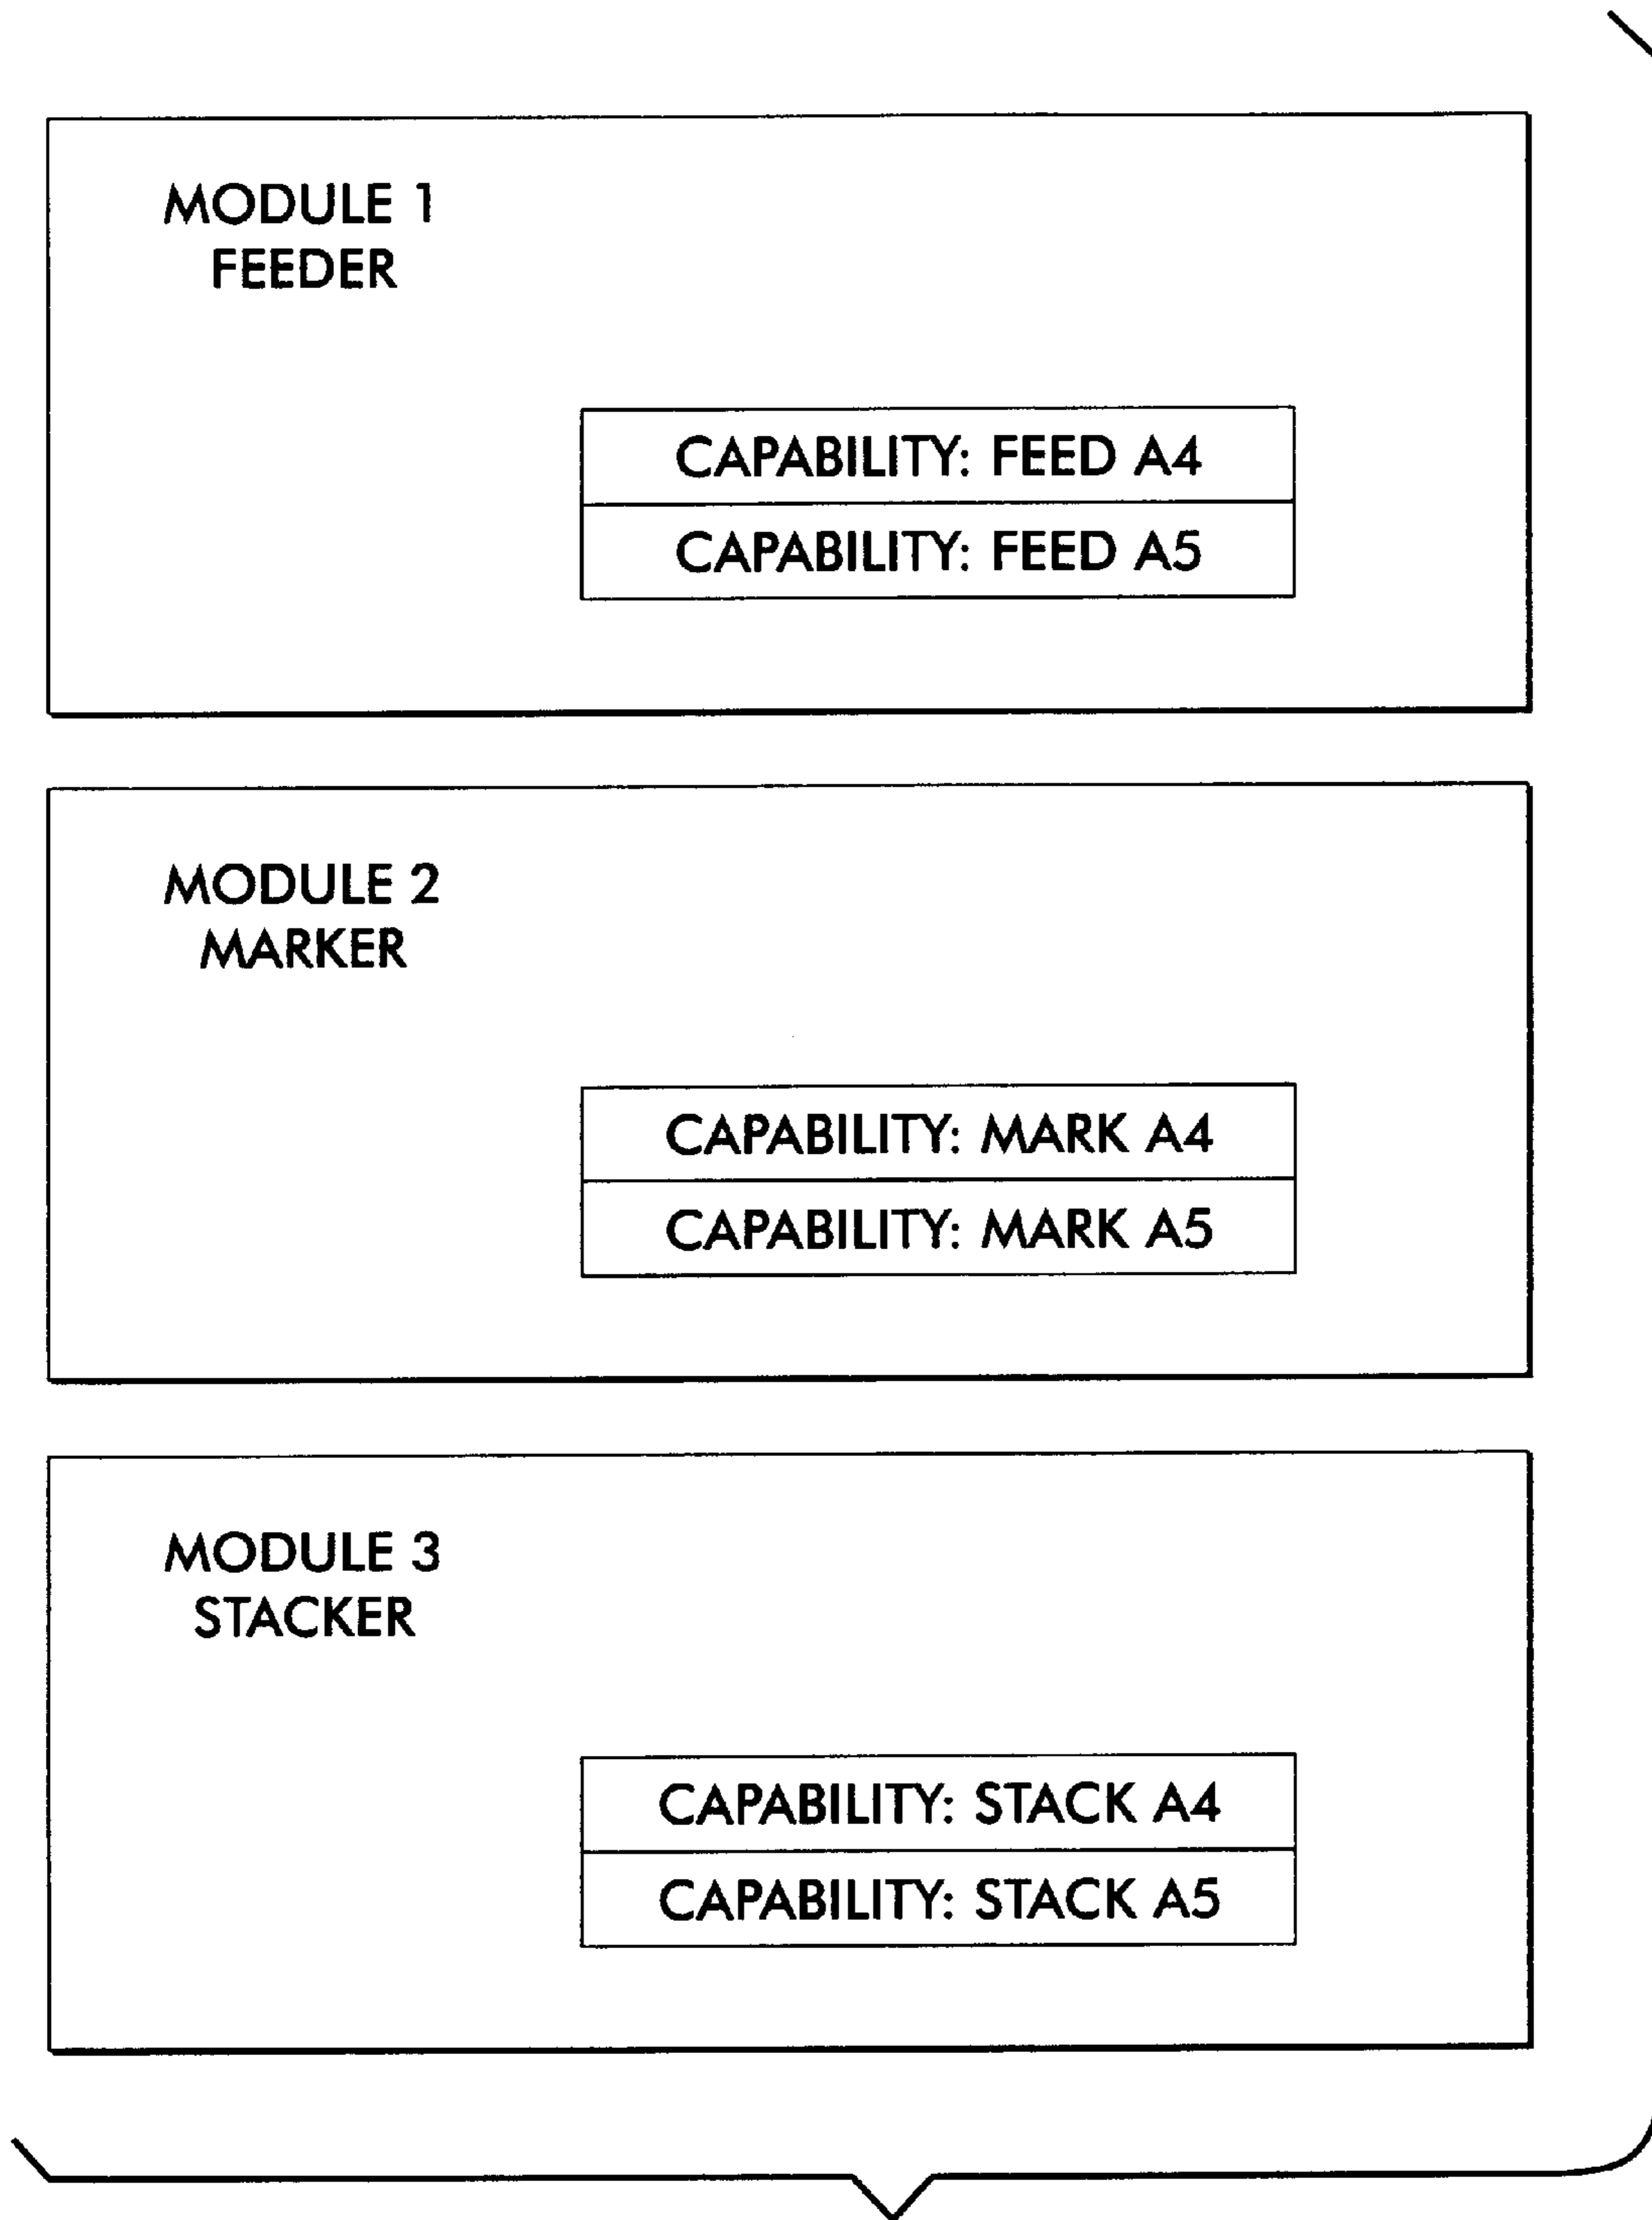 MODULE 1
FEEDER
CAPABILITY: FEED A4
CAPABILITY: FEED A5
MODULE 2
MARKER
CAPABILITY: MARK A4
CAPABILITY: MARK A5
MODULE 3
STACKER
CAPABILITY: STACK A4
CAPABILITY: STACK A5